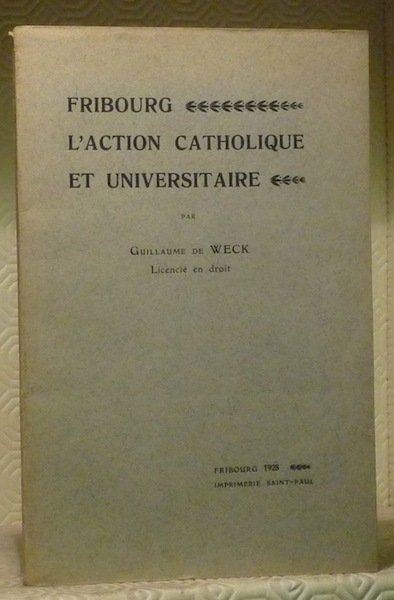 FRIBOURG
L'ACTION CATHOLIQUE
ET UNIVERSITAIRE
PAR
GUILLAUME DE WECK
Licencié en droit
FRIBOURG 1928
IMPRIMERIE SAINT-PAUL